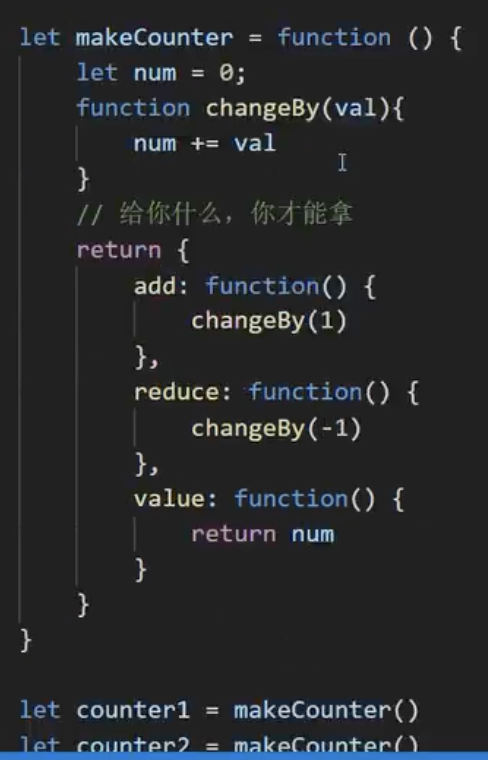 let makeCounter = function () {
    let num = 0;
    function changeBy(val){
        num += val
    }
    // 给你什么，你才能拿
    return {
        add: function() {
            changeBy(1)
        },
        reduce: function() {
            changeBy(-1)
        },
        value: function() {
            return num
        }
    }
}

let counter1 = makeCounter()
let counter2 = makeCounter()